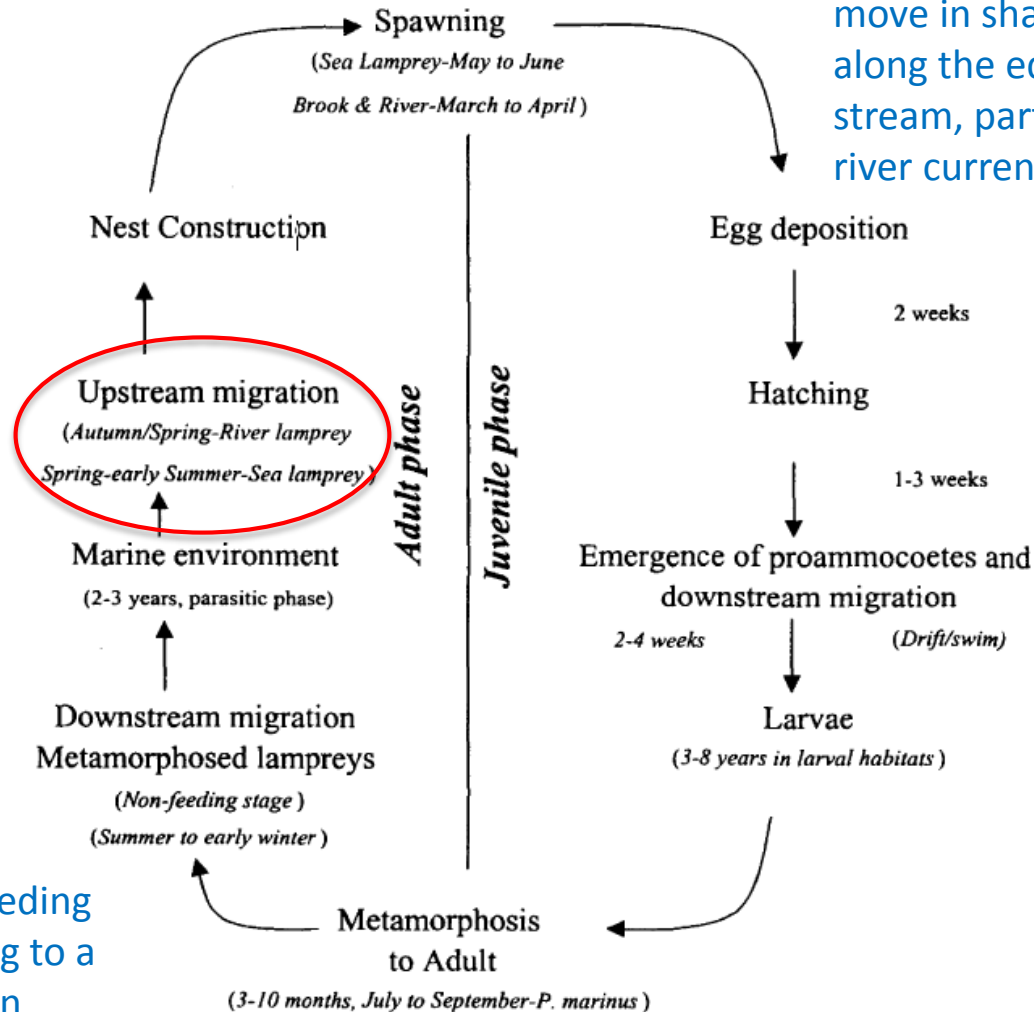 Spawning
(Sea Lamprey-May to June
Brook & River-March to April)
move in sha
along the e
stream, par
river curren
Nest Construction
Egg deposition
2 weeks
Upstream migration
(Autumn/Spring-River lamprey
Spring-early Summer-Sea lamprey)
Hatching
1-3 weeks
Adult phase
Juvenile phase
Marine environment
(2-3 years, parasitic phase)
Emergence of proammocoetes and
downstream migration
2-4 weeks
(Drift/swim)
Downstream migration
Metamorphosed lampreys
(Non-feeding stage)
(Summer to early winter)
Larvae
(3-8 years in larval habitats)
eeding
g to a
n
Metamorphosis
to Adult
(3-10 months, July to September-P. marinus)